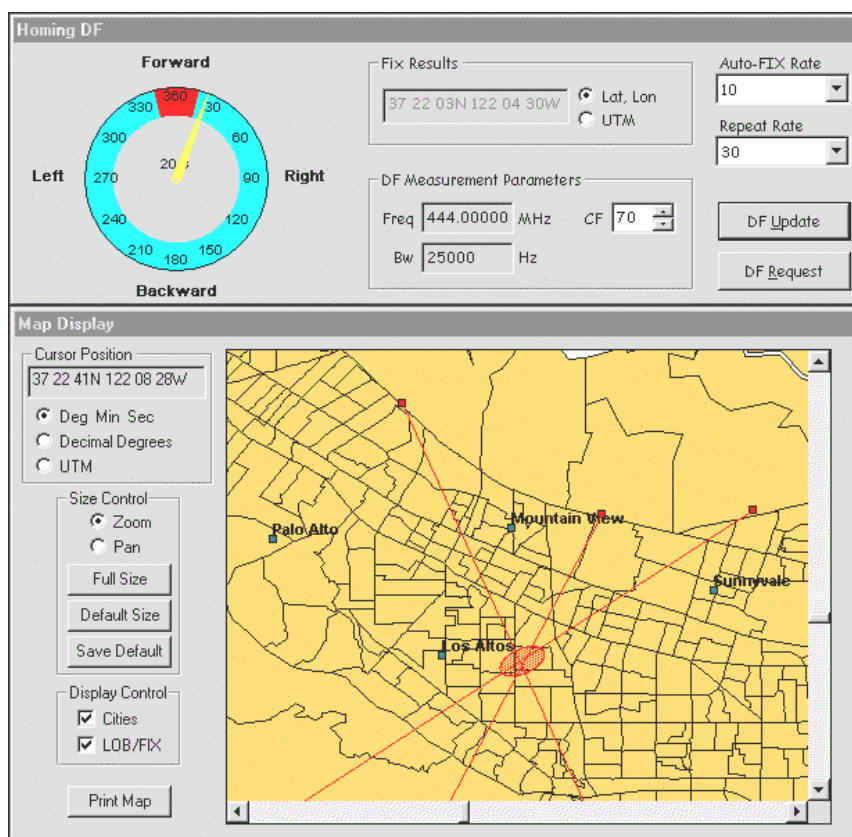 Homing DF
Forward
360
330
30
300
60
Left
270
90
Right
240
120
210
150
180
Backward
Fix Results
37 22 03N 122 04 30W
Lat, Lon
UTM
DF Measurement Parameters
Freq 444.00000 MHz CF 70
Bw 25000 Hz
Auto-FIX Rate
10
Repeat Rate
30
DF Update
DF Request
Map Display
Cursor Position
37 22 41N 122 08 28W
Deg Min Sec
Decimal Degrees
UTM
Size Control
Zoom
Pan
Full Size
Default Size
Save Default
Display Control
Cities
LOB/FIX
Print Map
Palo Alto
Mountain View
Sunnyvale
Los Altos